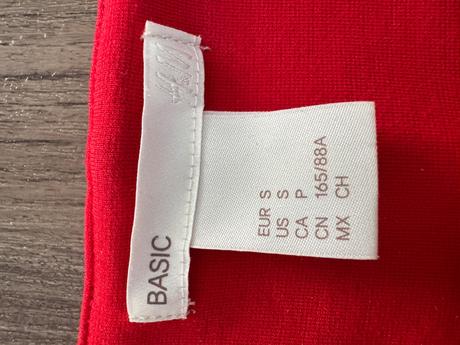 H&M
BASIC
EUR S
US S
CA P
CN 165/88A
MX CH